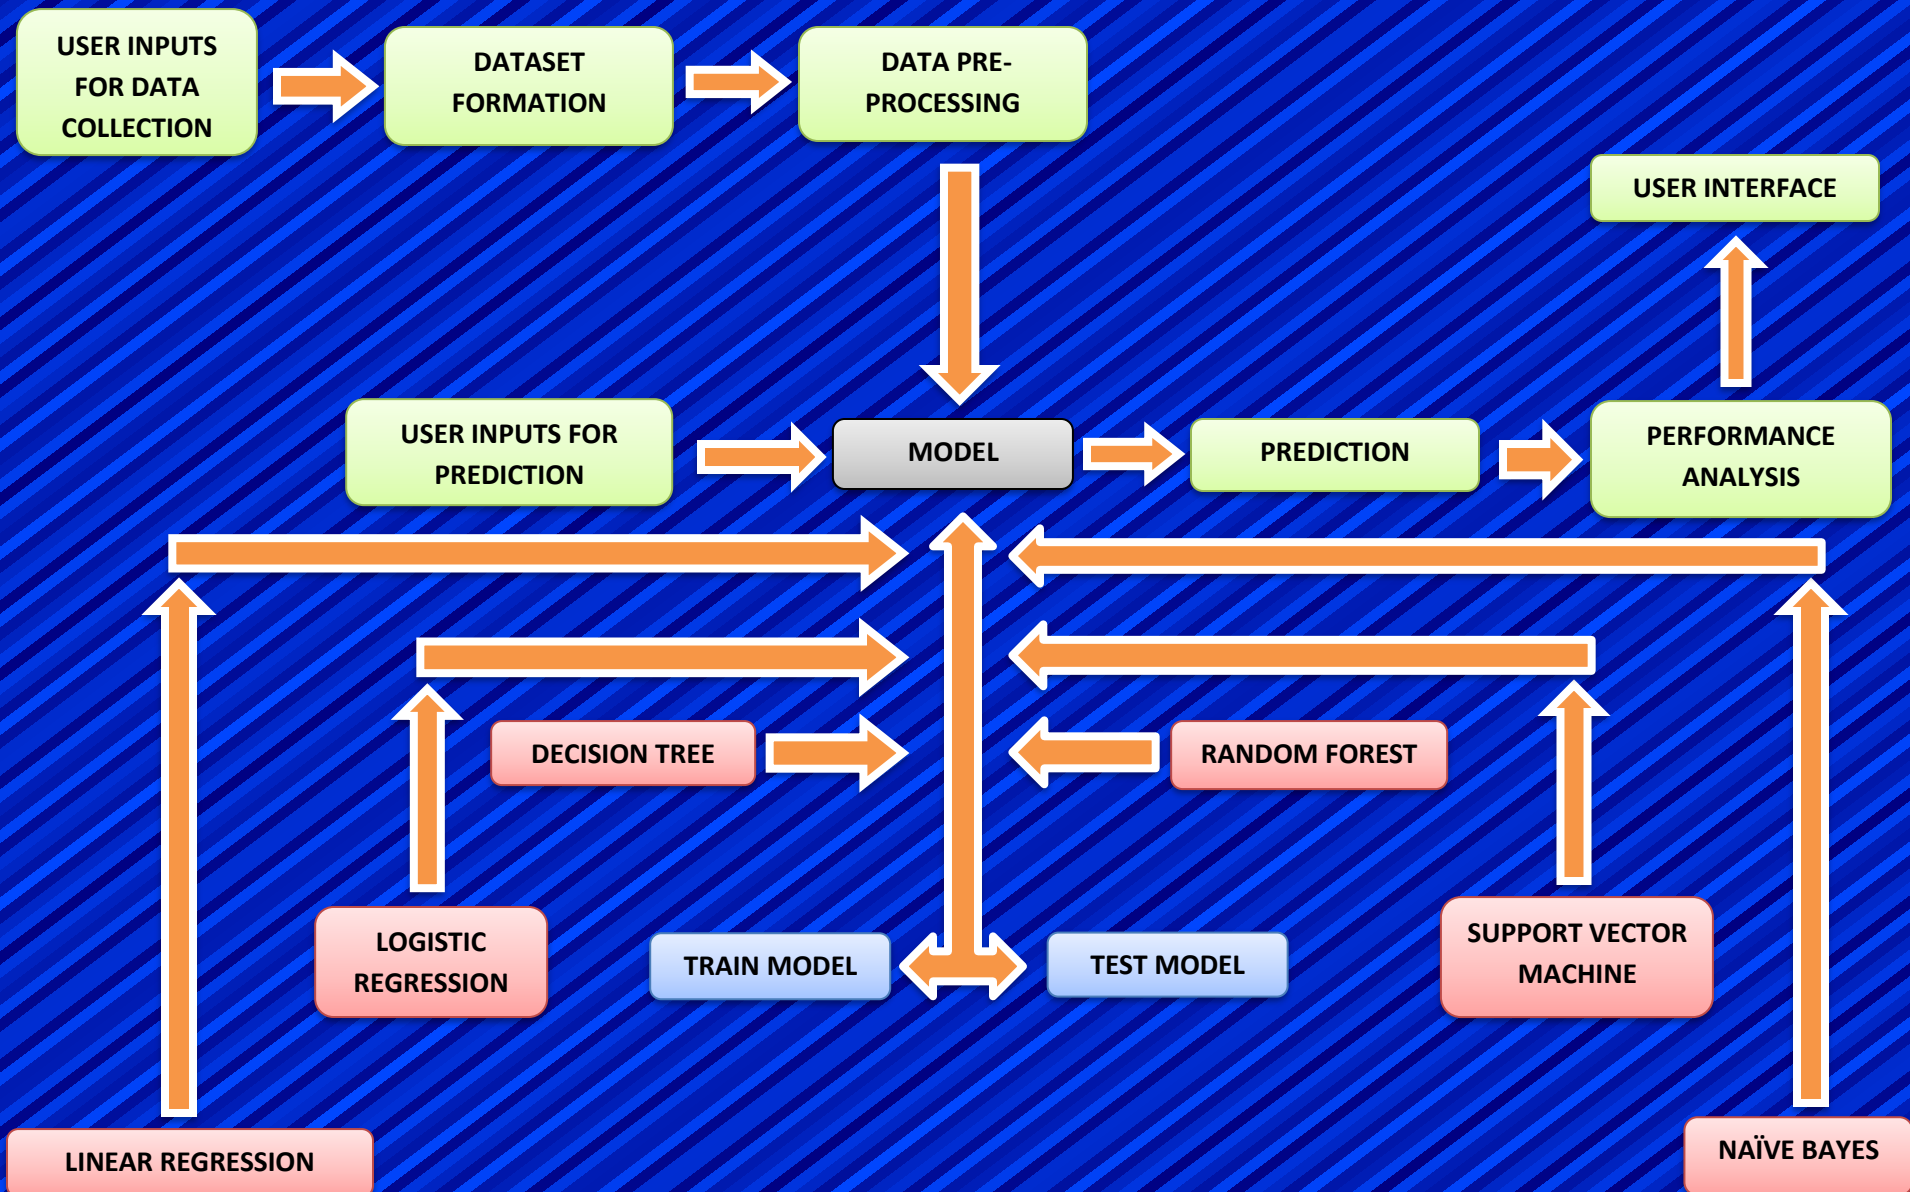 USER INPUTS
FOR DATA
COLLECTION
DATASET
FORMATION
DATA PRE-
PROCESSING
USER INTERFACE
USER INPUTS FOR
PREDICTION
MODEL
PREDICTION
PERFORMANCE
ANALYSIS
DECISION TREE
RANDOM FOREST
LOGISTIC
REGRESSION
TRAIN MODEL
TEST MODEL
SUPPORT VECTOR
MACHINE
LINEAR REGRESSION
NAÏVE BAYES